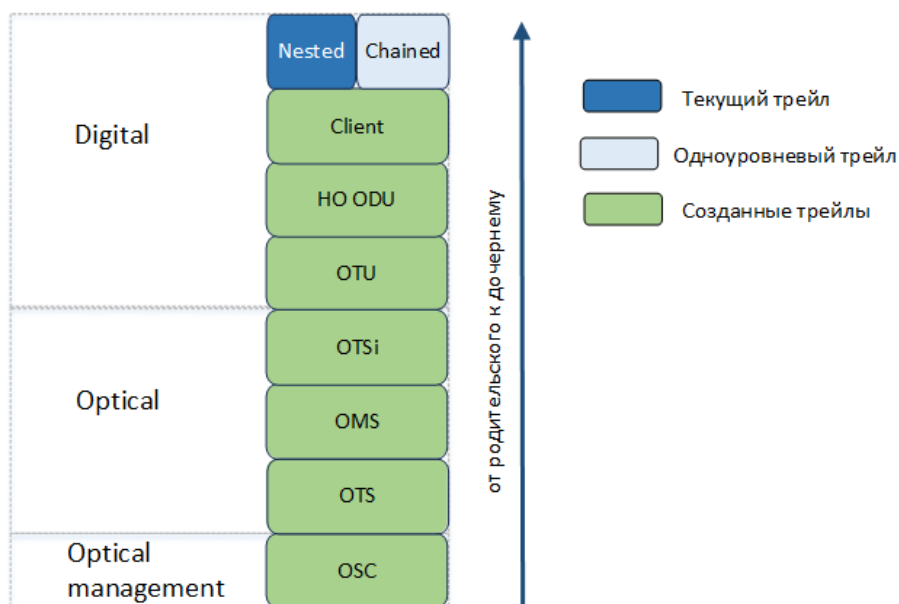 Nested Chained
Digital
Client
HO ODU
OTU
Optical
OTSi
OMS
OTS
Optical
management
OSC
от родительского к дочернему
Текущий трейл
Одноуровневый трейл
Созданные трейлы